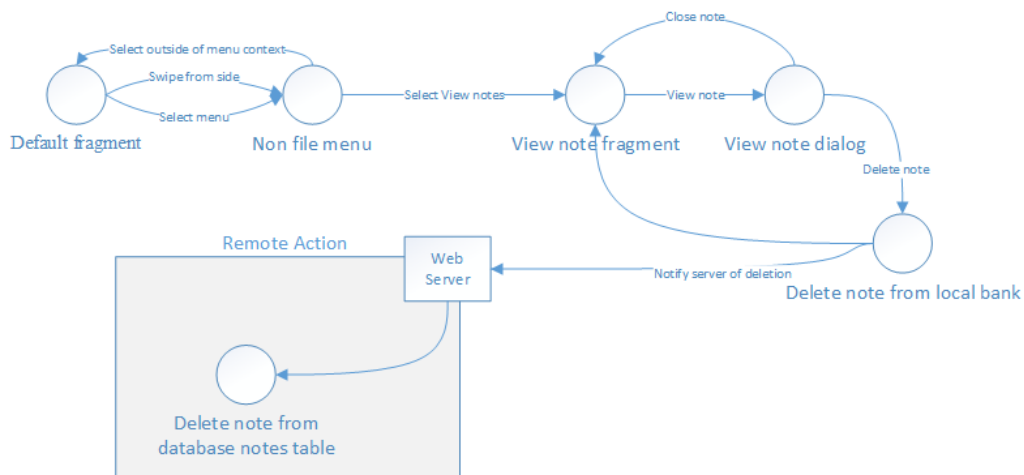 Close note
Select outside of menu context
Swipe from side
Select menu
Select View notes
View note
Default fragment
Non file menu
View note fragment
View note dialog
Delete note
Remote Action
Web
Server
Notify server of deletion
Delete note from local bank
Delete note from
database notes table